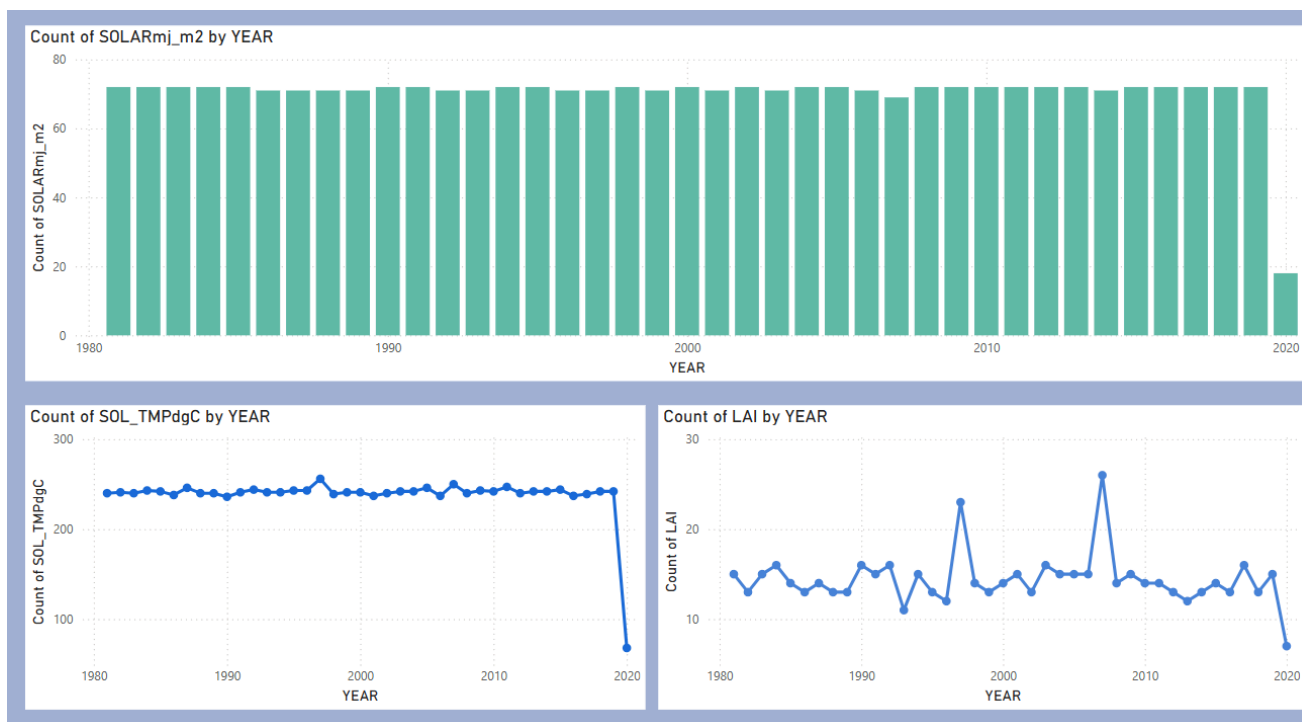 Count of SOLARmj_m2 by YEAR
80
60
40
20
0
Count of SOLARmj_m2
1980 1990 2000 2010 2020
YEAR
Count of SOL_TMPdgC by YEAR
300
200
100
Count of SOL_TMPdgC
1980 1990 2000 2010 2020
YEAR
Count of LAI by YEAR
30
20
10
Count of LAI
1980 1990 2000 2010 2020
YEAR